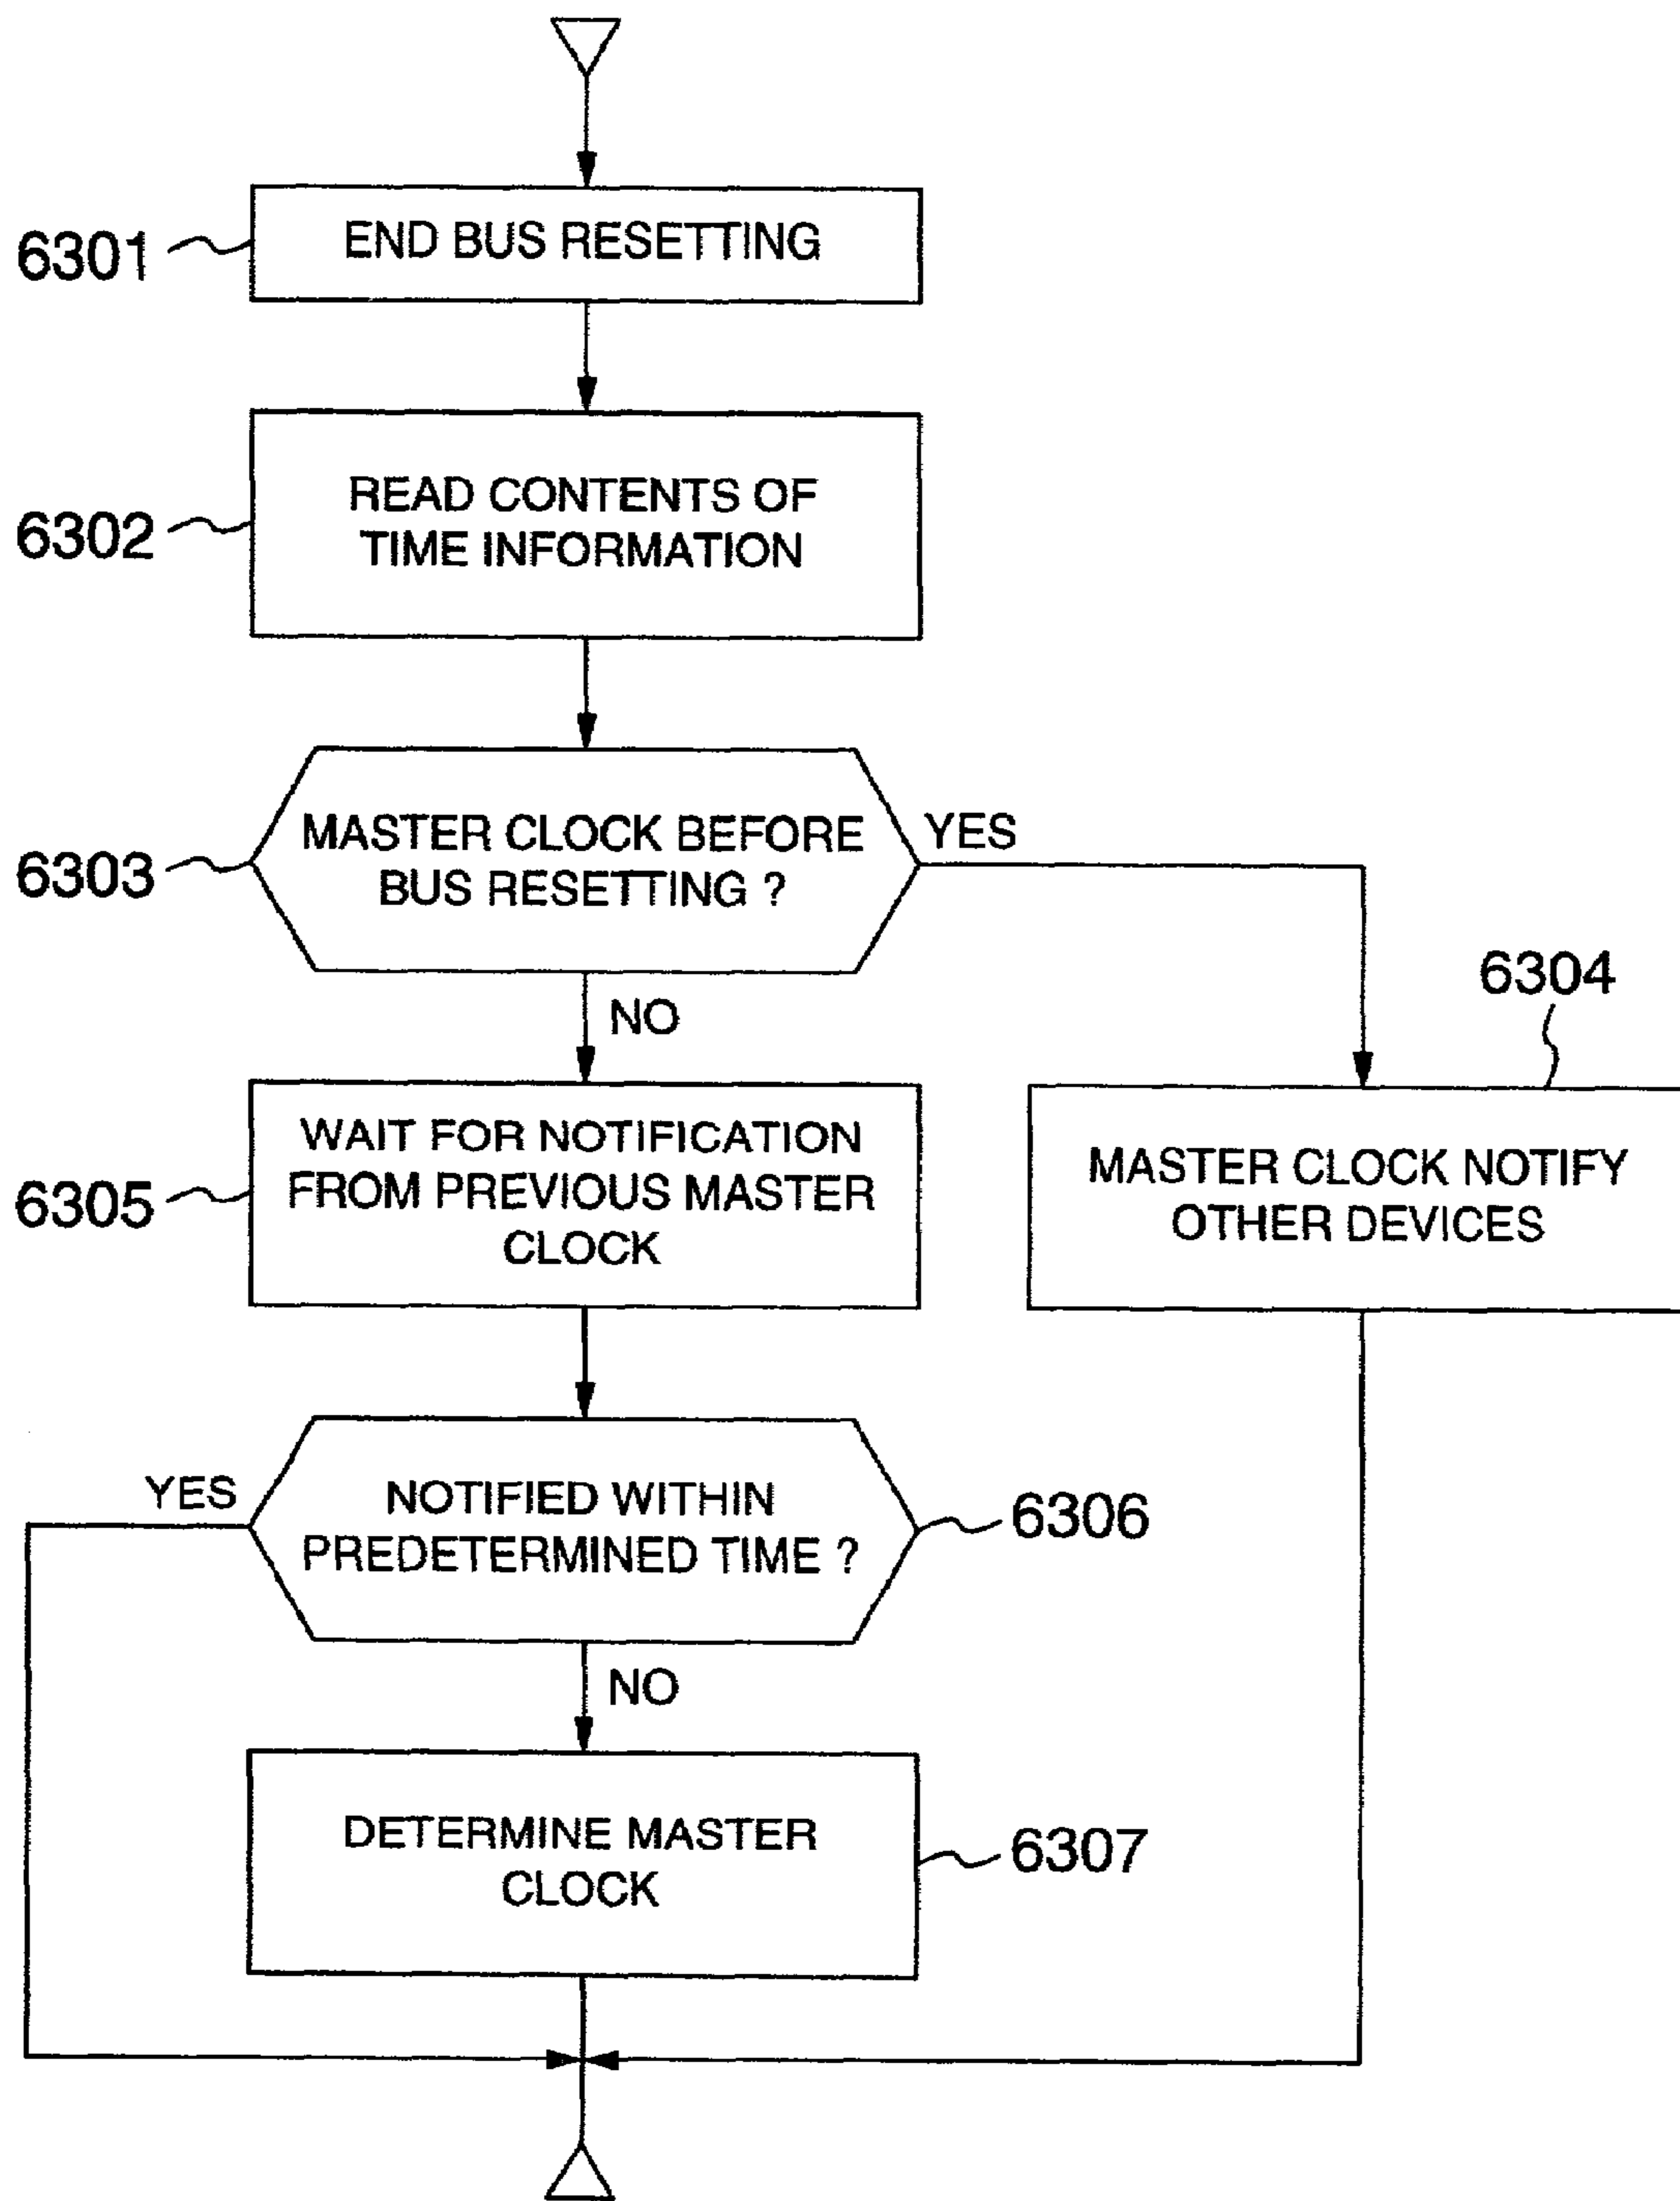 6301
END BUS RESETTING
6302
READ CONTENTS OF
TIME INFORMATION
6303
MASTER CLOCK BEFORE
BUS RESETTING ?
YES
NO
6304
MASTER CLOCK NOTIFY
OTHER DEVICES
6305
WAIT FOR NOTIFICATION
FROM PREVIOUS MASTER
CLOCK
YES
NOTIFIED WITHIN
PREDETERMINED TIME ?
6306
NO
DETERMINE MASTER
CLOCK
6307